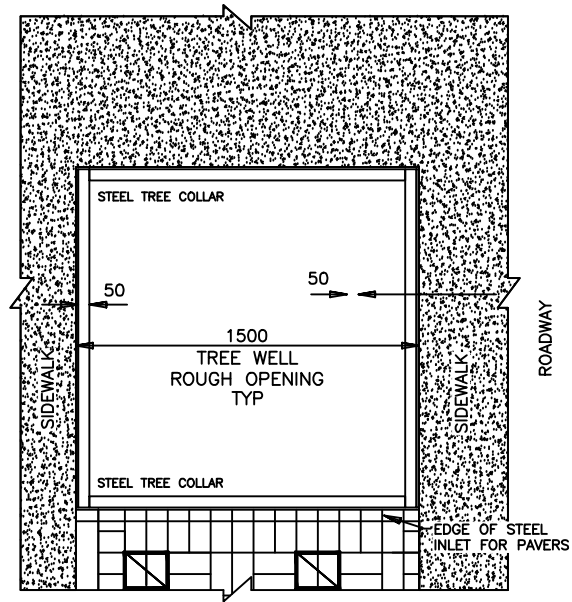 STEEL TREE COLLAR
50
50
1500
TREE WELL
ROUGH OPENING
TYP
SIDEWALK
SIDEWALK
ROADWAY
STEEL TREE COLLAR
EDGE OF STEEL
INLET FOR PAVERS